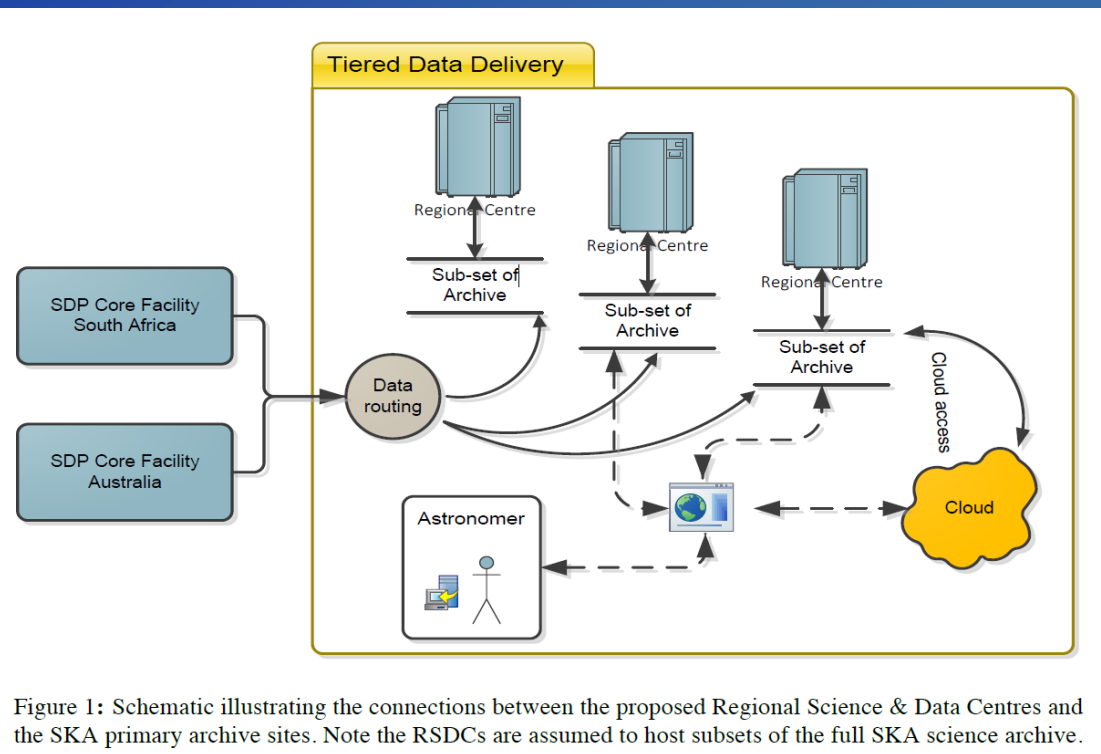 Tiered Data Delivery
Regional Centre
Sub-set of
Archive
Regional Centre
Sub-set of
Archive
Regional Centre
Sub-set of
Archive
SDP Core Facility
South Africa
SDP Core Facility
Australia
Data
routing
Cloud access
Cloud
Astronomer
Figure 1: Schematic illustrating the connections between the proposed Regional Science & Data Centres and
the SKA primary archive sites. Note the RSDCs are assumed to host subsets of the full SKA science archive.